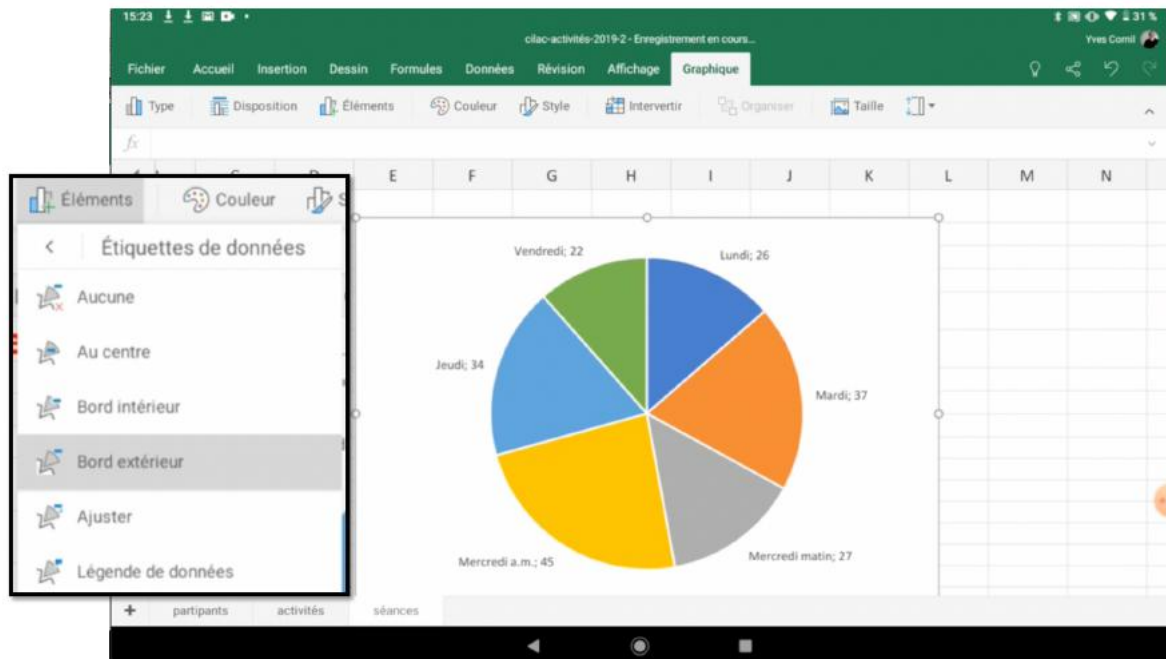 15:23 31 %
cilac-activités-2019-2 - Enregistrement en cours...
Yves Cornil
Fichier Accueil Insertion Dessin Formules Données Révision Affichage Graphique
Type Disposition Éléments Couleur Style Intervertir Organiser Taille
fx
E F G H I J K L M N
Éléments Couleur
Étiquettes de données
Aucune
Au centre
Bord intérieur
Bord extérieur
Ajuster
Légende de données
Vendredi; 22
Lundi; 26
Jeudi; 34
Mardi; 37
Mercredi a.m.; 45
Mercredi matin; 27
+ partipants activités séances